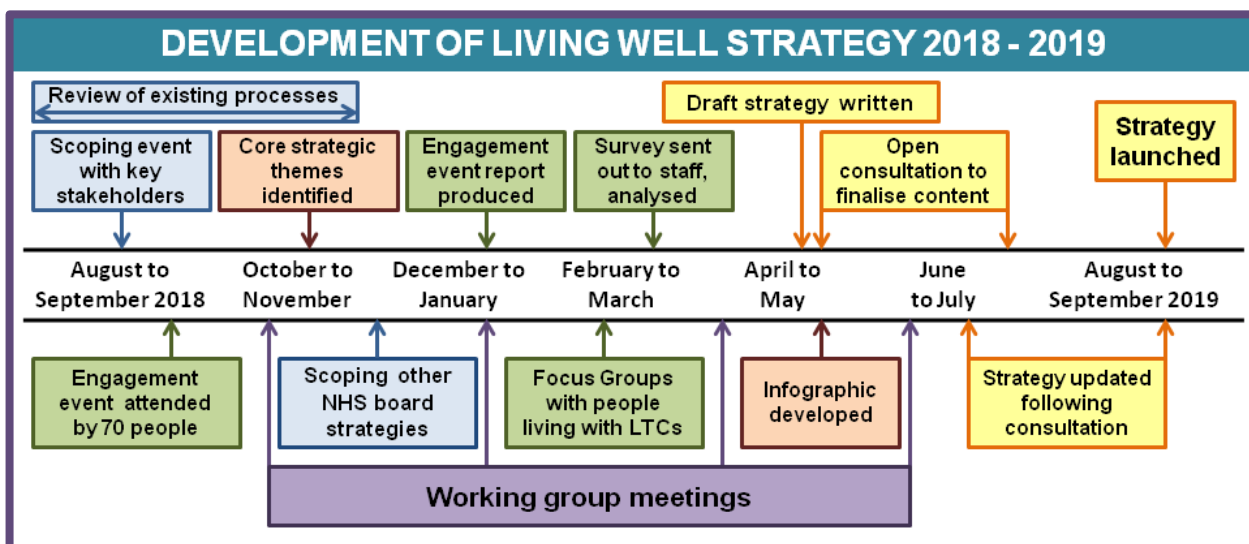 DEVELOPMENT OF LIVING WELL STRATEGY 2018 - 2019
Review of existing processes
Draft strategy written
Scoping event
with key
stakeholders
Core strategic
themes
identified
Engagement
event report
produced
Survey sent
out to staff,
analysed
Open
consultation to
finalise content
Strategy
launched
August to
September 2018
October to
November
December to
January
February to
March
April to
May
June
to July
August to
September 2019
Engagement
event attended
by 70 people
Scoping other
NHS board
strategies
Focus Groups
with people
living with LTCs
Infographic
developed
Strategy updated
following
consultation
Working group meetings